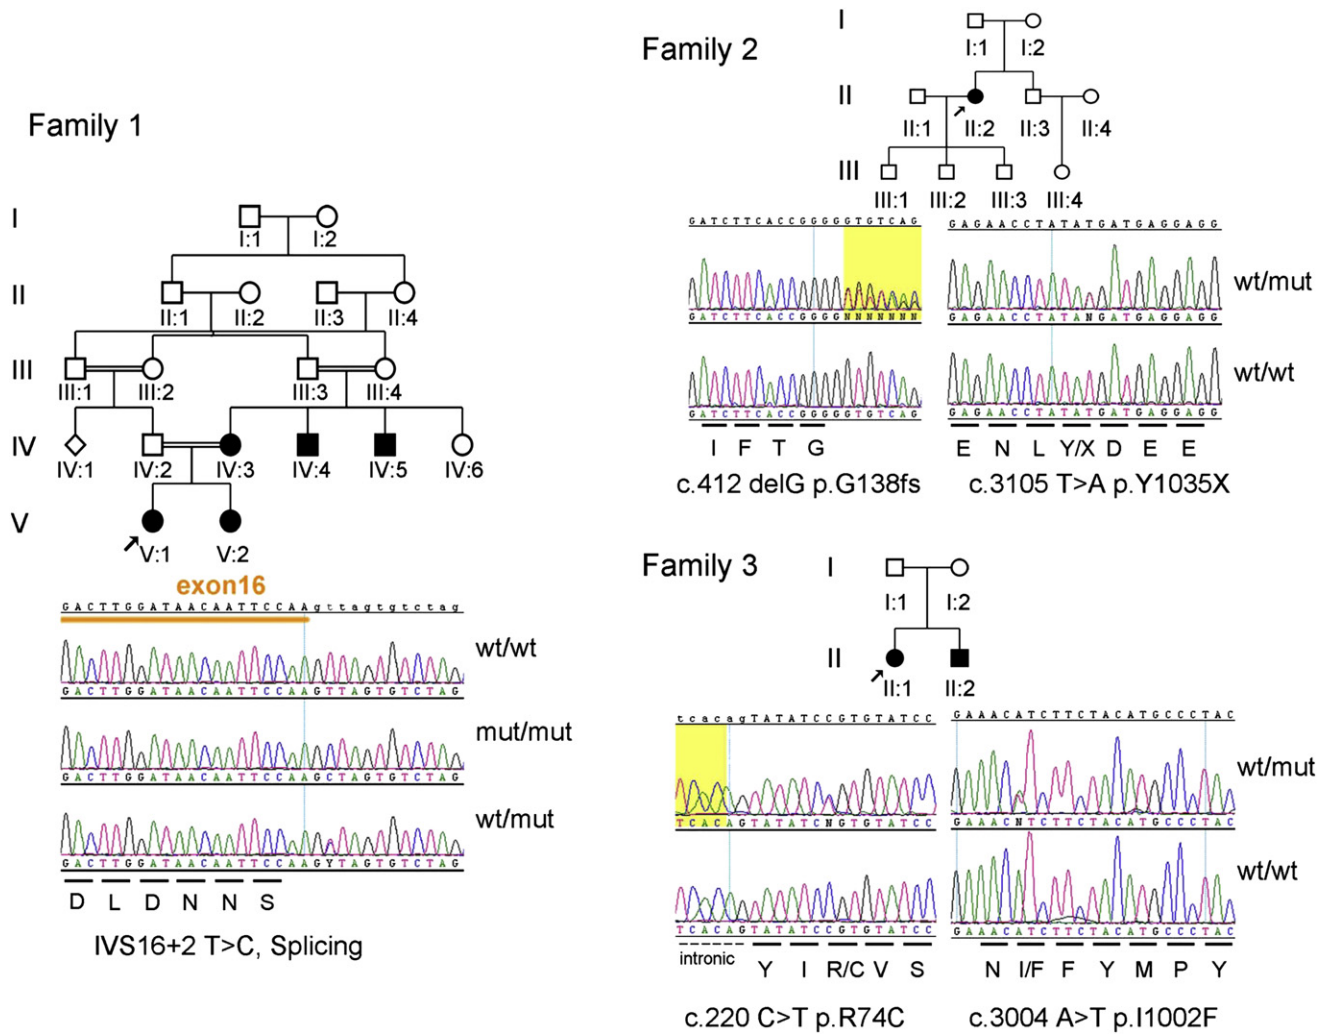 Family 1
I
I:1 I:2
II
II:1 II:2 II:3 II:4
III
III:1 III:2 III:3 III:4
IV
IV:1 IV:2 IV:3 IV:4 IV:5 IV:6
V
V:1 V:2
exon16
GACTTGGATAACAATTCCAAgttagtgtctag
wt/wt
GACTTGGATAACAATTCCAAGTTAGTGTCTAG
mut/mut
GACTTGGATAACAATTCCAAGCTAGTGTCTAG
wt/mut
GACTTGGATAACAATTCCAAGYTAGTGTCTAG
D L D N N S
IVS16+2 T>C, Splicing
Family 2
I
I:1 I:2
II
II:1 II:2 II:3 II:4
III
III:1 III:2 III:3 III:4
GATCTTCACCGGGGGTGTCAG GAGAACCTATATGATGAGGAGG
wt/mut
GATCTTCACCGGGGNNNNNNN GAGAACCTATANGATGAGGAGG
wt/wt
GATCTTCACCGGGGGTGTCAG GAGAACCTATATGATGAGGAGG
I F T G E N L Y/X D E E
c.412 delG p.G138fs c.3105 T>A p.Y1035X
Family 3
I
I:1 I:2
II
II:1 II:2
tcacagTATATCCGTGTATCC GAAACATCTTCTACATGCCCTAC
wt/mut
TCACAGTATATCNGTGTATCC GAAACNTCTTCTACATGCCCTAC
wt/wt
TCACAGTATATCCGTGTATCC GAAACATCTTCTACATGCCCTAC
intronic Y I R/C V S N I/F F Y M P Y
c.220 C>T p.R74C c.3004 A>T p.I1002F